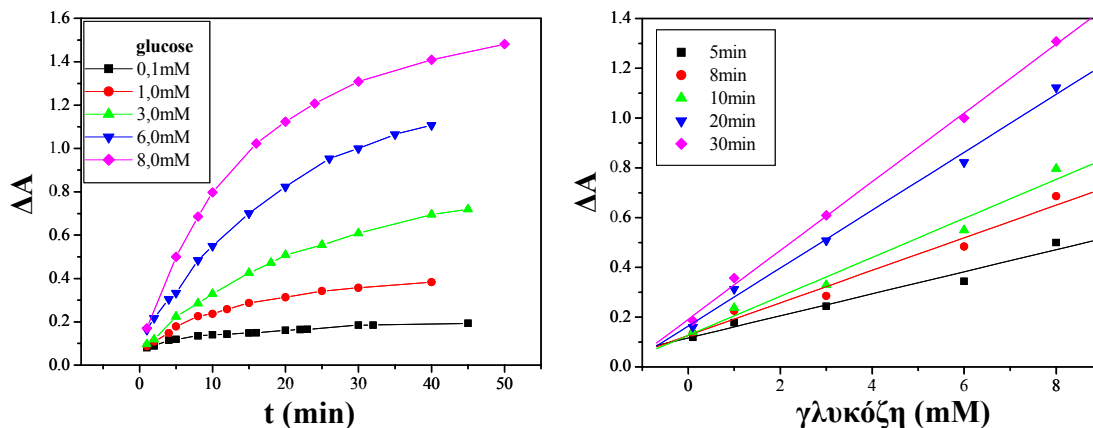 1.6
1.4
1.2
1.0
0.8
0.6
0.4
0.2
0.0
ΔA
glucose
0,1mM
1,0mM
3,0mM
6,0mM
8,0mM
0 10 20 30 40 50
t (min)
1.4
1.2
1.0
0.8
0.6
0.4
0.2
0.0
ΔA
5min
8min
10min
20min
30min
0 2 4 6 8
γλυκόζη (mM)